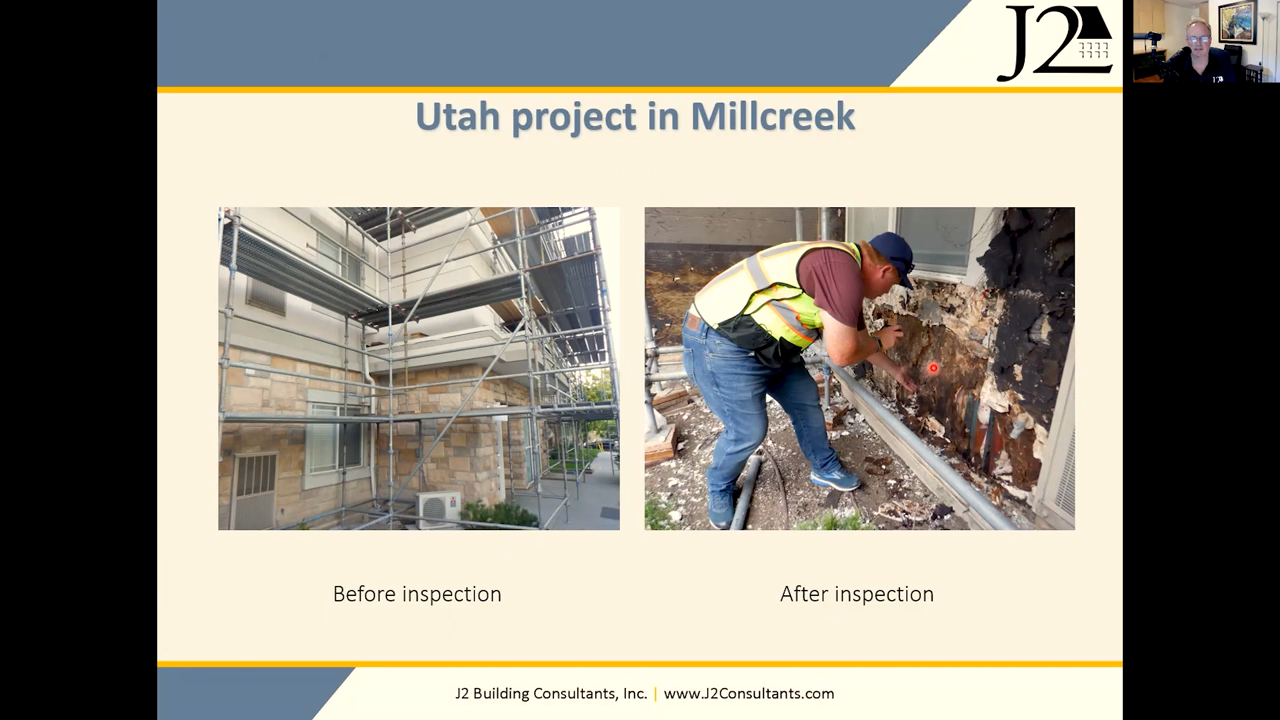 J2
Utah project in Millcreek
Before inspection
After inspection
J2 Building Consultants, Inc. | www.J2Consultants.com